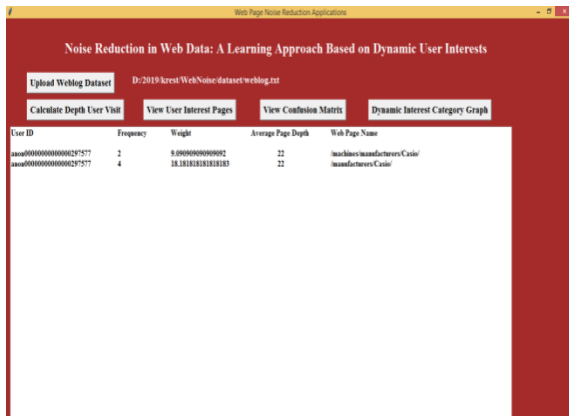 Web Page Noise Reduction Applications
Noise Reduction in Web Data: A Learning Approach Based on Dynamic User Interests
Upload Weblog Dataset D:/2019/krest/WebNoise/dataset/weblog.txt
Calculate Depth User Visit View User Interest Pages View Confusion Matrix Dynamic Interest Category Graph
User ID Frequency Weight Average Page Depth Web Page Name
2 9.090909090909092 22 /machines/manufacturers/Casio/
4 18.181818181818183 22 /manufacturers/Casio/